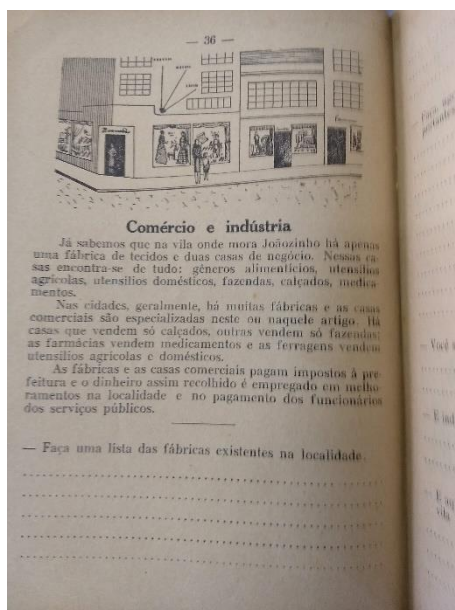 — 36 —
Comércio e indústria
Já sabemos que na vila onde mora Joãozinho há apenas
uma fábrica de tecidos e duas casas de negócio. Nessas ca-
sas encontra-se de tudo: gêneros alimentícios, utensílios
agrícolas, utensílios domésticos, fazendas, calçados, medica-
mentos.
Nas cidades, geralmente, há muitas fábricas e as casas
comerciais são especializadas neste ou naquele artigo. Há
casas que vendem só calçados, outras vendem só fazendas;
as farmácias vendem medicamentos e as ferragens vendem
utensílios agrícolas e domésticos.
As fábricas e as casas comerciais pagam impostos à pre-
feitura e o dinheiro assim recolhido é empregado em melho-
ramentos na localidade e no pagamento dos funcionários
dos serviços públicos.
— Faça uma lista das fábricas existentes na localidade.
— Você